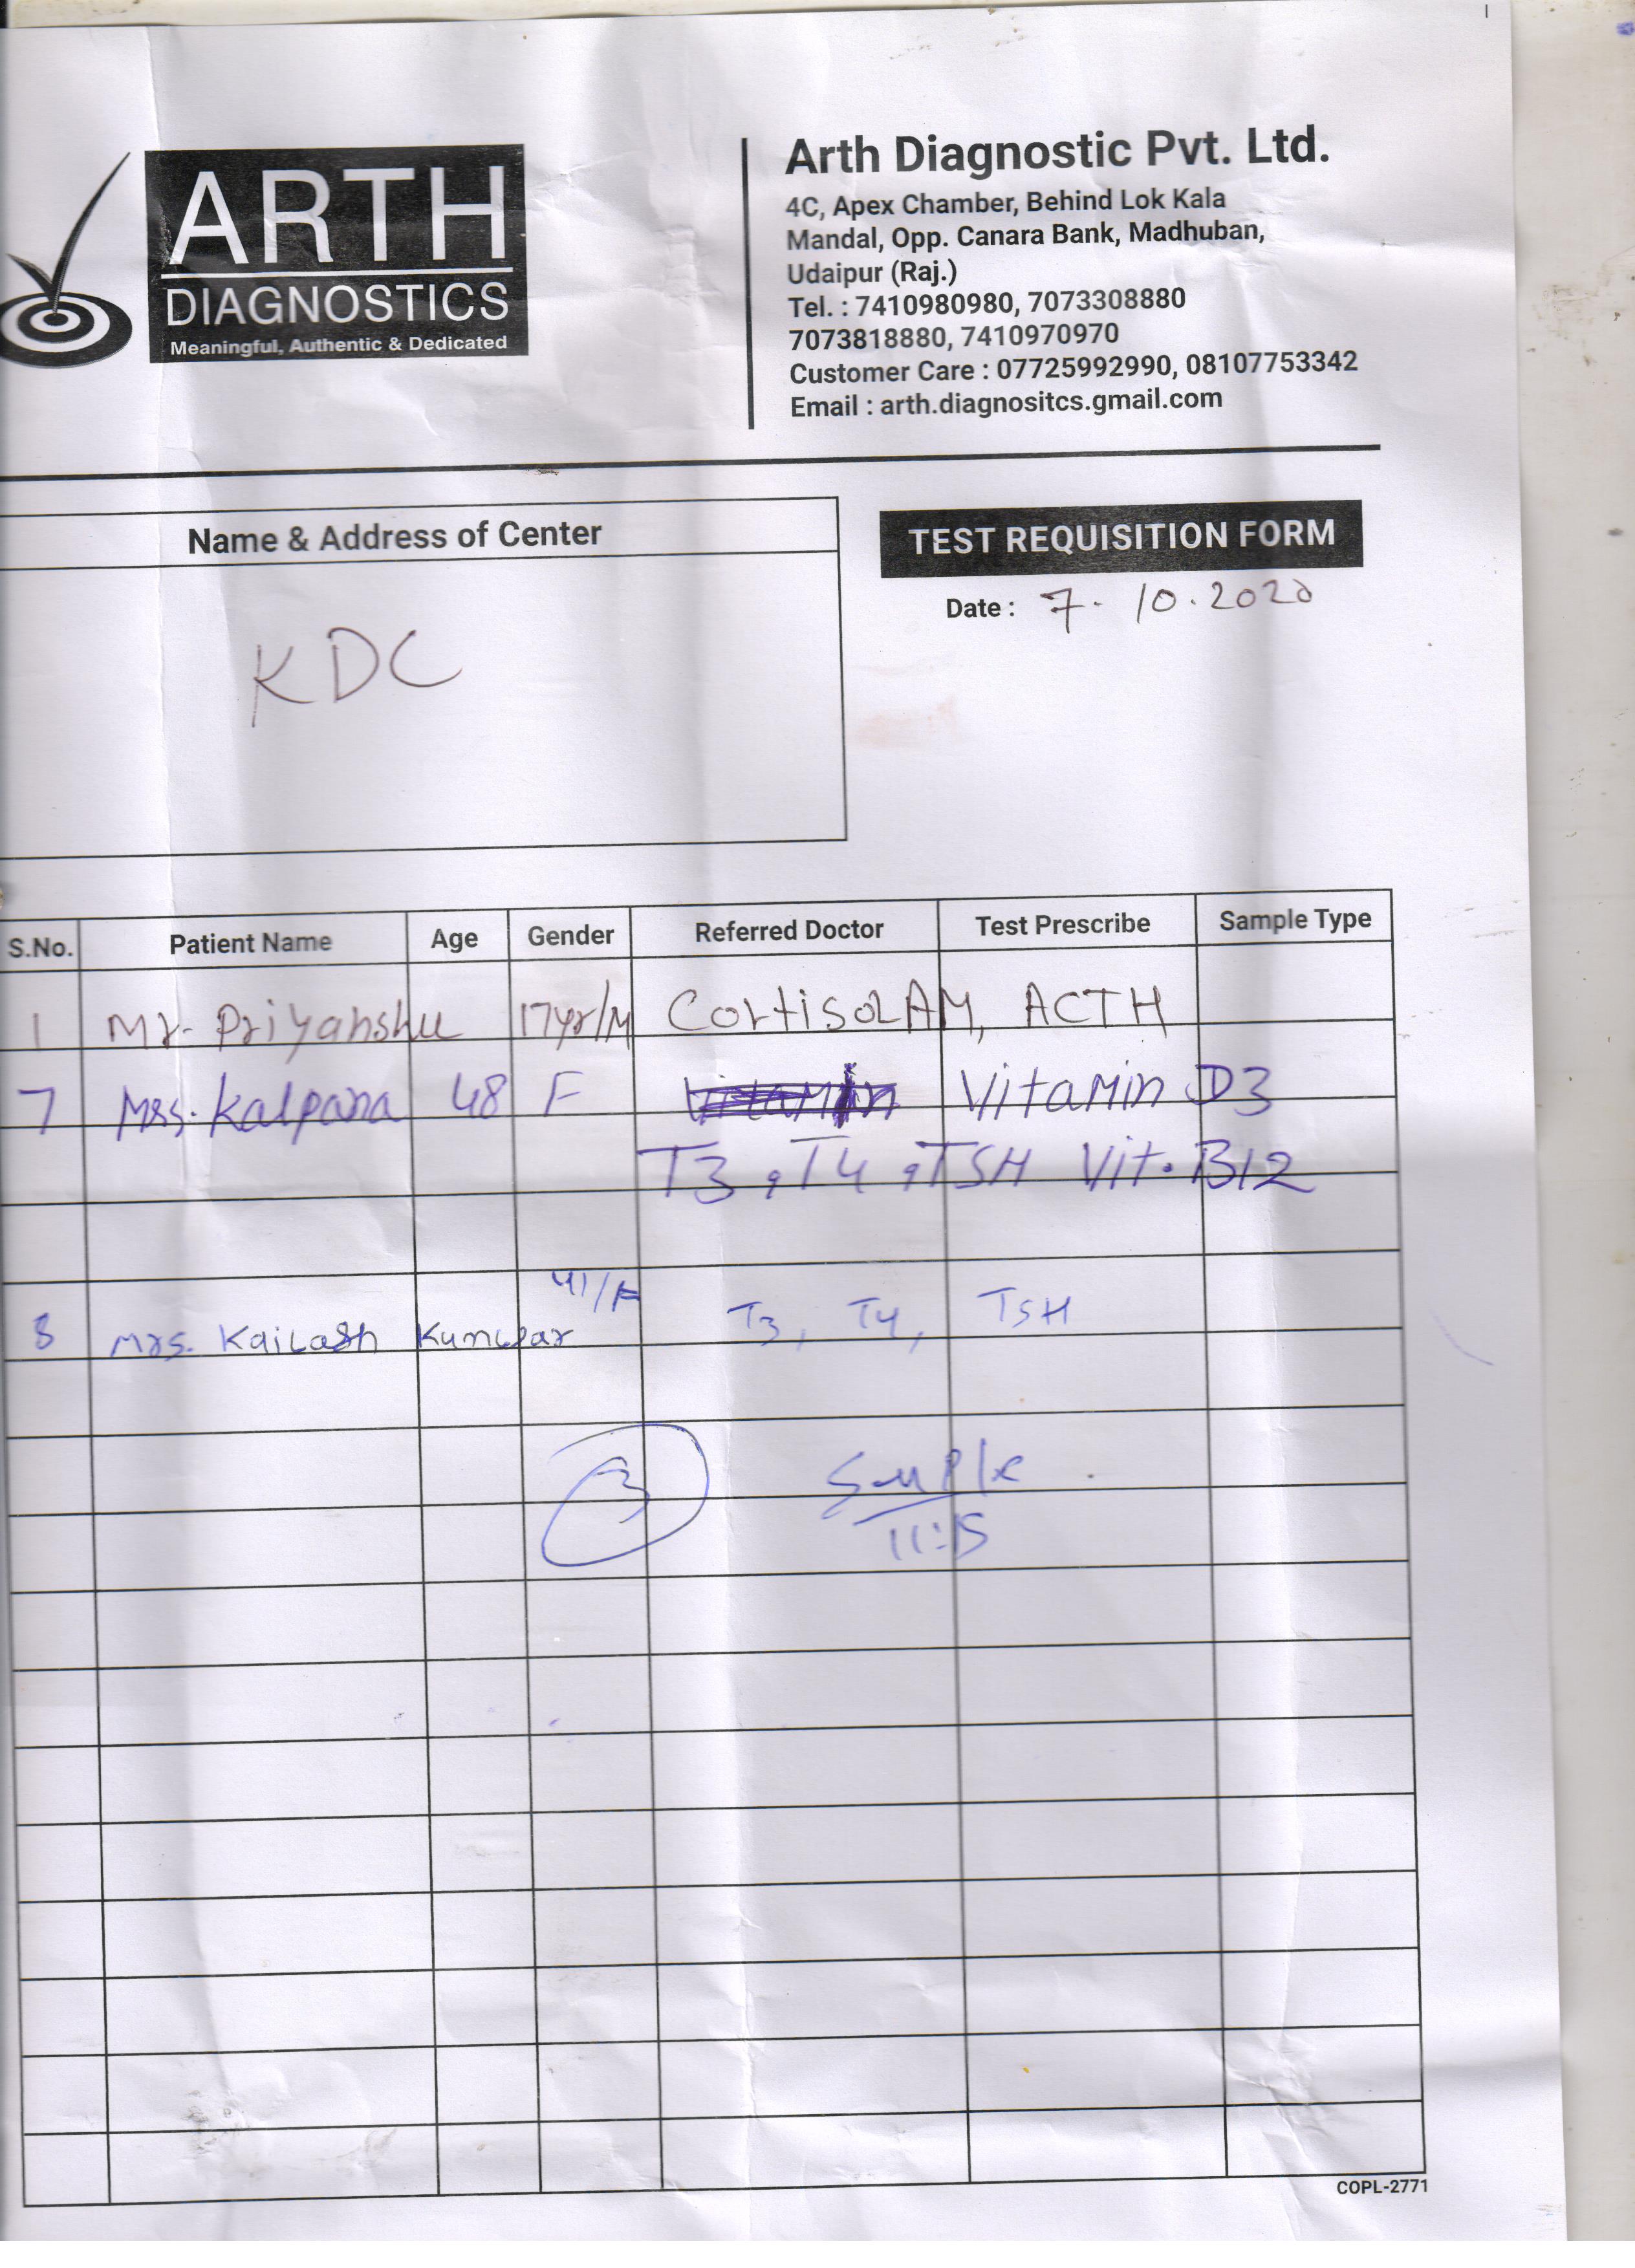 ARTH
DIAGNOSTICS
Meaningful, Authentic & Dedicated
Arth Diagnostic Pvt. Ltd.
4C, Apex Chamber, Behind Lok Kala
Mandal, Opp. Canara Bank, Madhuban,
Udaipur (Raj.)
Tel. : 7410980980, 7073308880
7073818880, 7410970970
Customer Care : 07725992990, 08107753342
Email : arth.diagnositcs.gmail.com
Name & Address of Center
KDC
TEST REQUISITION FORM
Date : 7. 10.2020
S.No. Patient Name Age Gender Referred Doctor Test Prescribe Sample Type
1 Mr. Priyanshu 17yr/M Cortisol AM, ACTH
7 Mrs. Kalpana 48 F Vitamin D3
T3, T4, TSH Vit. B12
41/F
8 Mrs. Kailash Kunwar T3, T4, TSH
3 Sample
11:15
COPL-2771